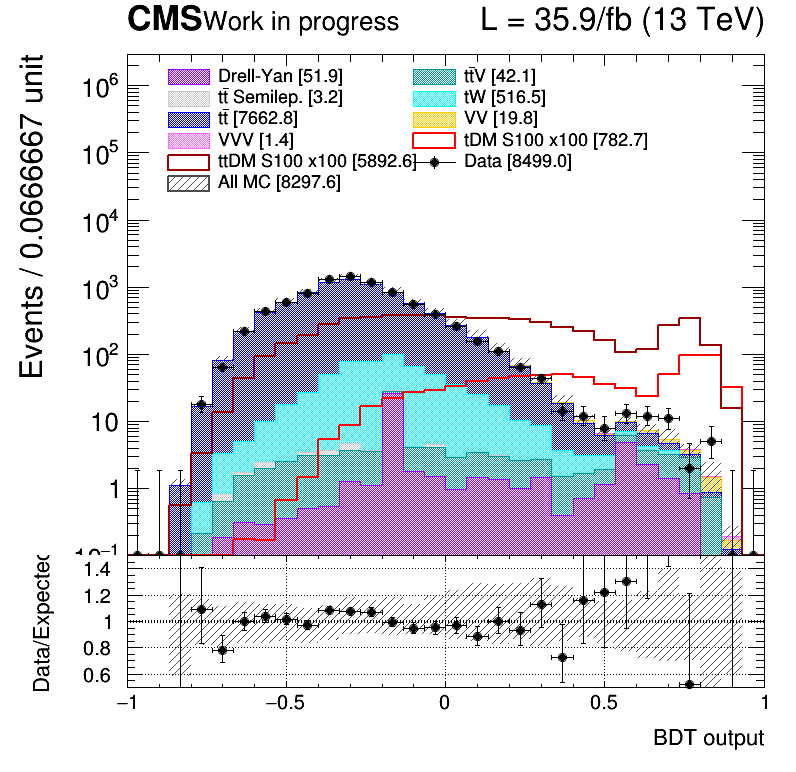 CMS Work in progress L = 35.9/fb (13 TeV)
Events / 0.0666667 unit
Drell-Yan [51.9] tt̄V [42.1]
tt̄ Semilep. [3.2] tW [516.5]
tt̄ [7662.8] VV [19.8]
VVV [1.4] tDM S100 x100 [782.7]
ttDM S100 x100 [5892.6] Data [8499.0]
All MC [8297.6]
10⁶
10⁵
10⁴
10³
10²
10
1
10⁻¹
Data/Expected
1.4
1.2
1
0.8
0.6
−1 −0.5 0 0.5 1
BDT output